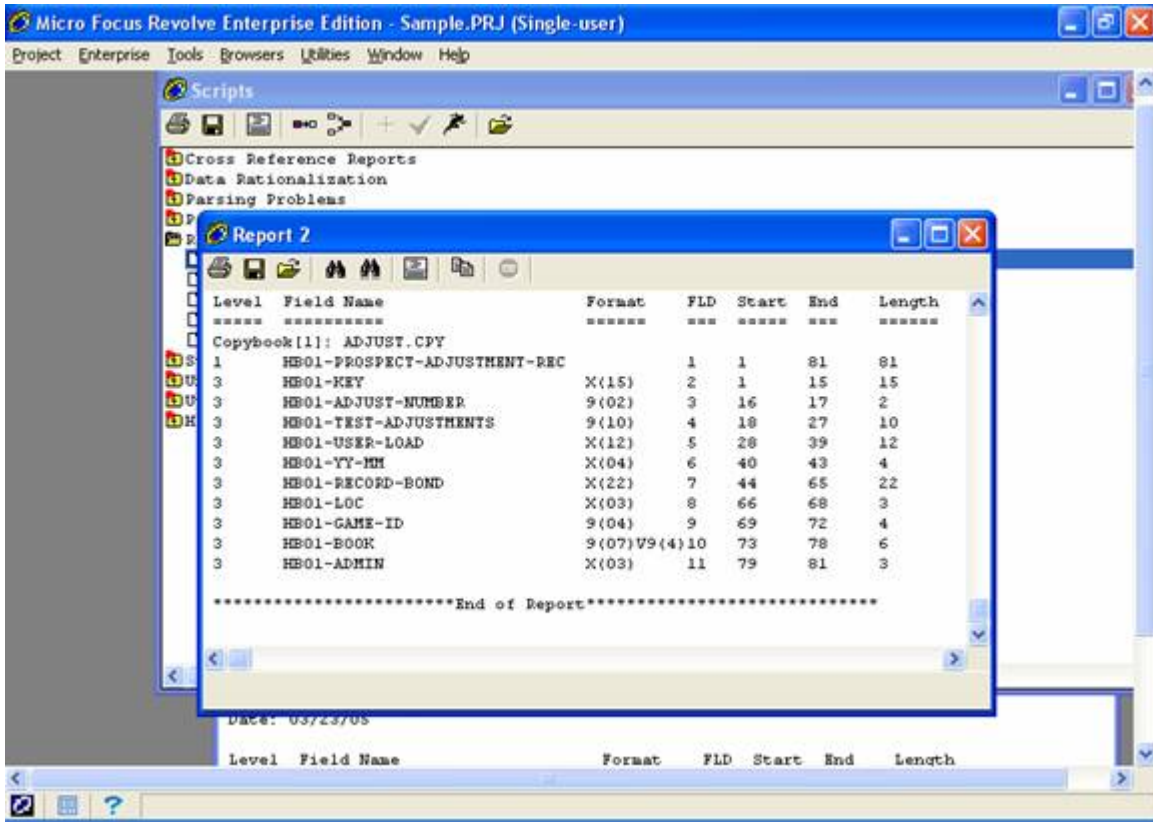 Micro Focus Revolve Enterprise Edition - Sample.PRJ (Single-user)
Project Enterprise Tools Browsers Utilities Window Help
Scripts
Cross Reference Reports
Data Rationalization
Parsing Problems
Report 2
Level Field Name Format FLD Start End Length
===== ========== ====== === ===== === ======
Copybook[1]: ADJUST.CPY
1 HB01-PROSPECT-ADJUSTMENT-REC 1 1 81 81
3 HB01-KEY X(15) 2 1 15 15
3 HB01-ADJUST-NUMBER 9(02) 3 16 17 2
3 HB01-TEST-ADJUSTMENTS 9(10) 4 18 27 10
3 HB01-USER-LOAD X(12) 5 28 39 12
3 HB01-YY-MM X(04) 6 40 43 4
3 HB01-RECORD-BOND X(22) 7 44 65 22
3 HB01-LOC X(03) 8 66 68 3
3 HB01-GAME-ID 9(04) 9 69 72 4
3 HB01-BOOK 9(07)V9(4)10 73 78 6
3 HB01-ADMIN X(03) 11 79 81 3
************************End of Report*****************************
Date: 03/23/05
Level Field Name Format FLD Start End Length